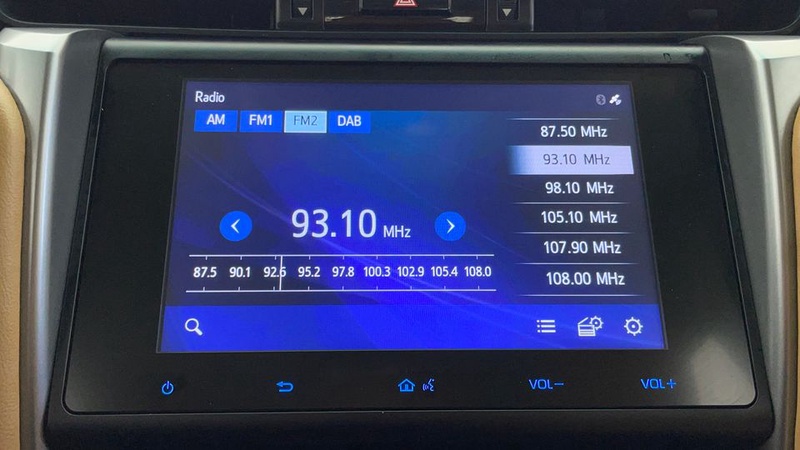 Radio
AM FM1 FM2 DAB
87.50 MHz
93.10 MHz
98.10 MHz
105.10 MHz
107.90 MHz
108.00 MHz
93.10 MHz
87.5 90.1 92.6 95.2 97.8 100.3 102.9 105.4 108.0
VOL− VOL+